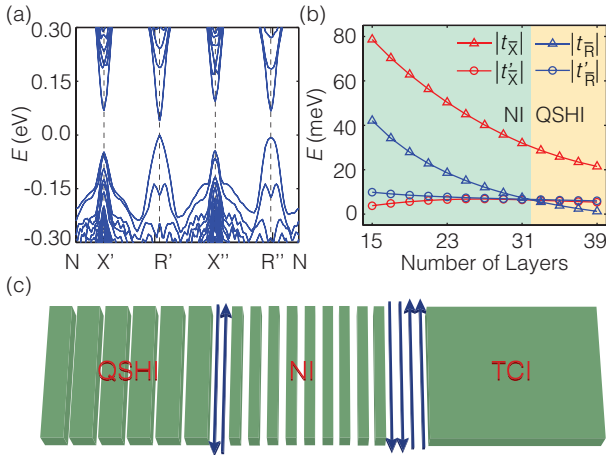 (a)
0.30
0.15
0.0
-0.15
-0.30
E (eV)
N X' R' X'' R'' N
(b)
80
60
40
20
0
E (meV)
|t_X̄| |t_R̄|
|t'_X̄| |t'_R̄|
NI QSHI
15 23 31 39
Number of Layers
(c)
QSHI NI TCI